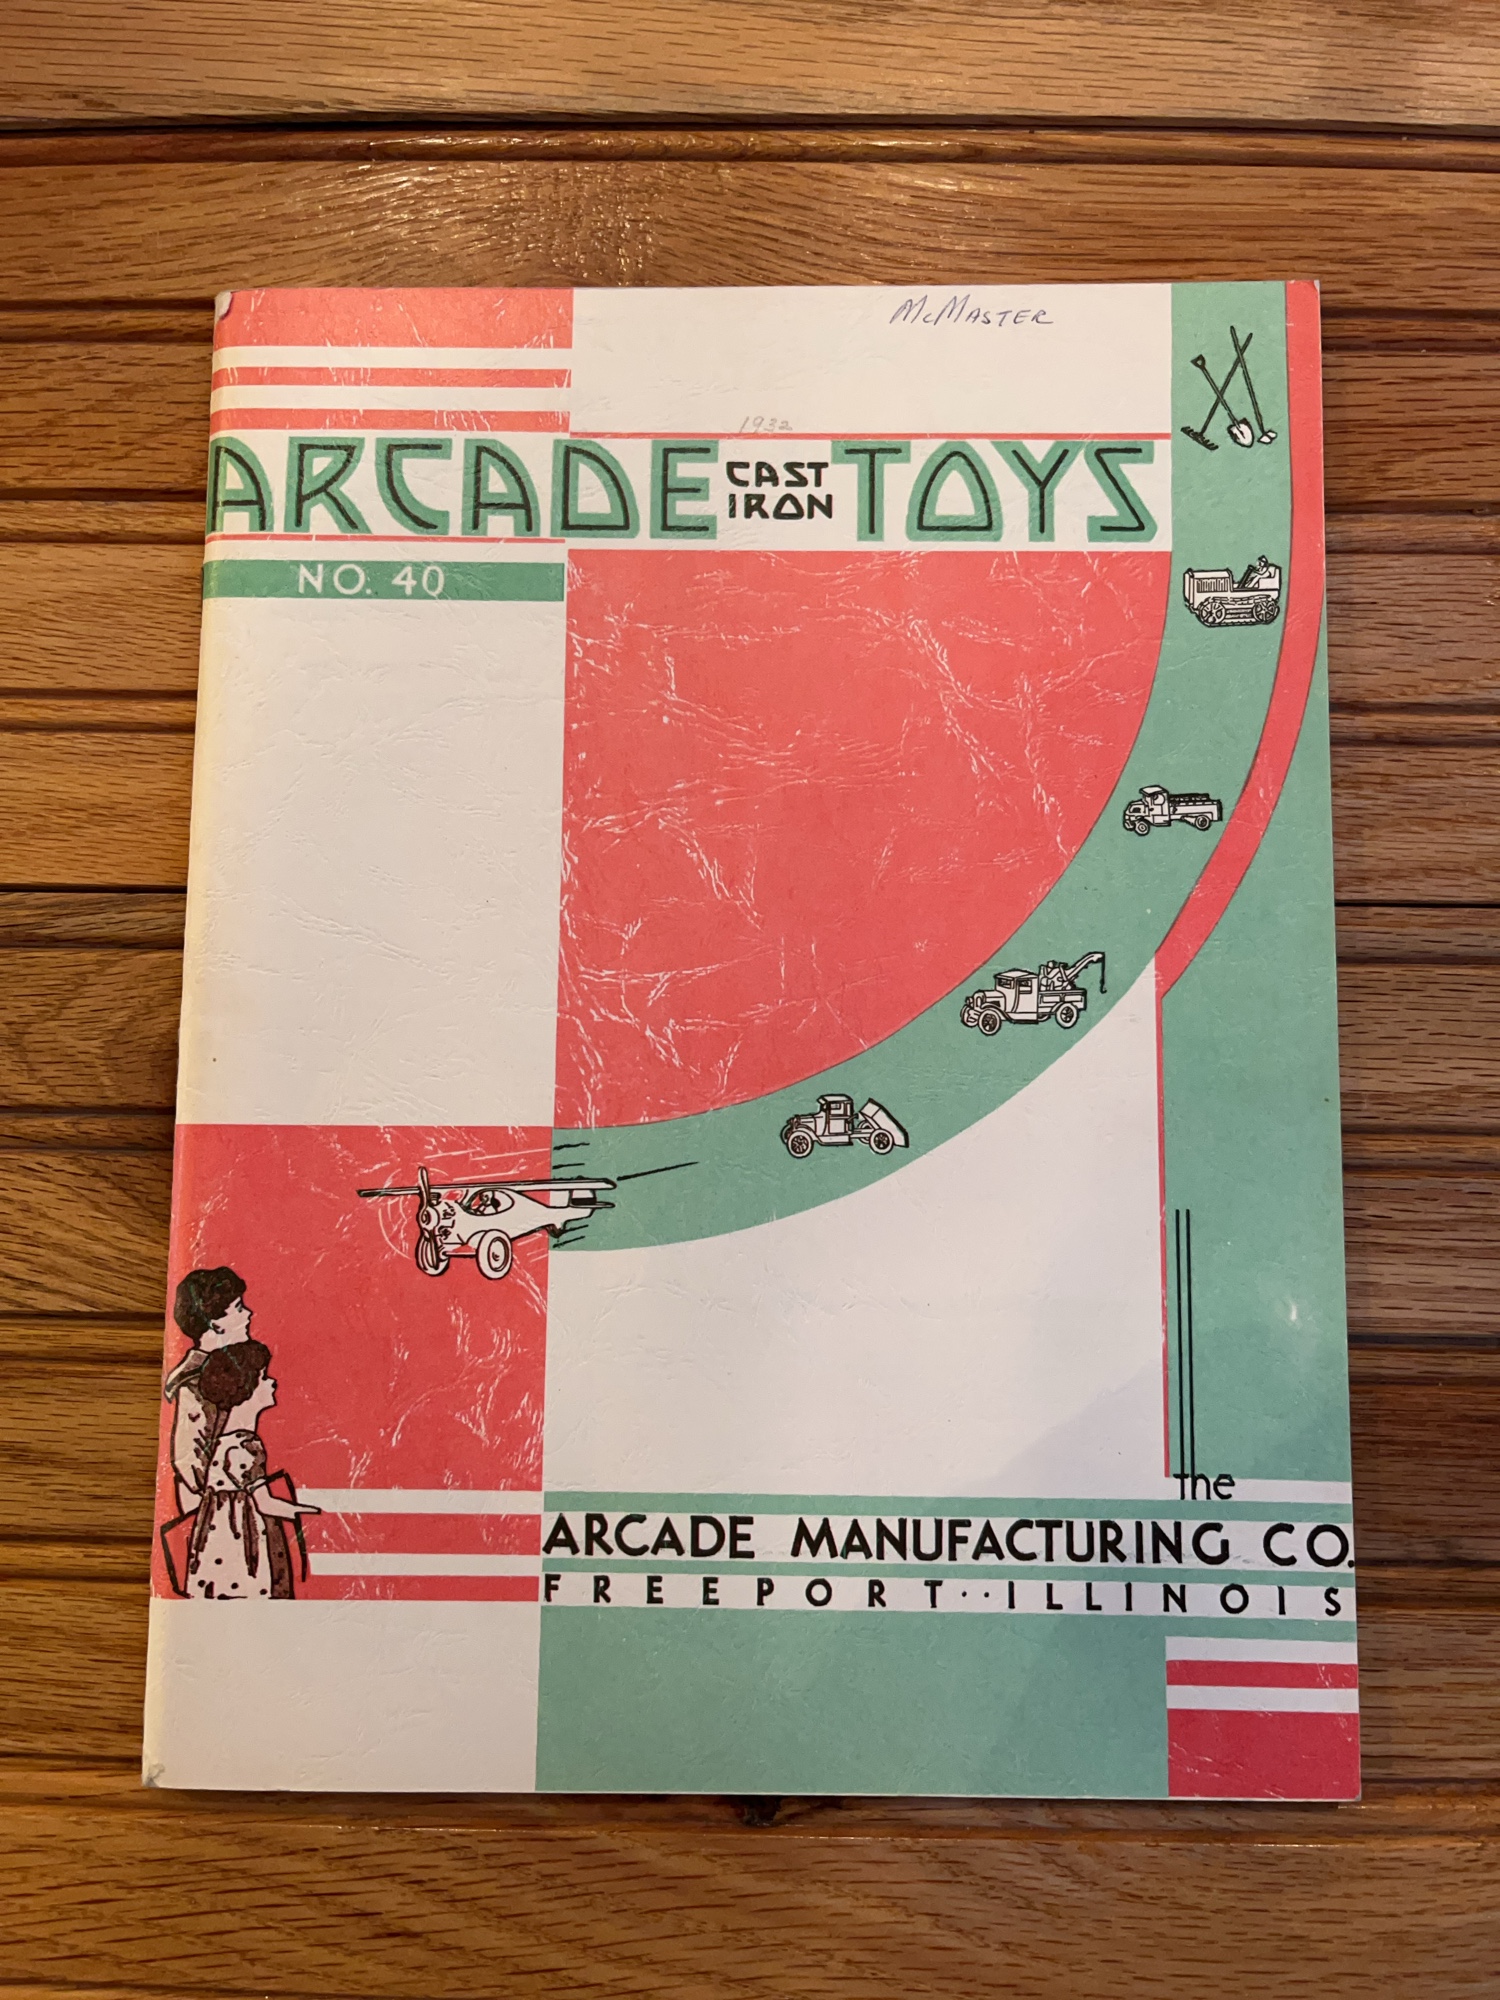 McMASTER
1932
ARCADE CAST IRON TOYS
NO. 40
the
ARCADE MANUFACTURING CO.
FREEPORT··ILLINOIS